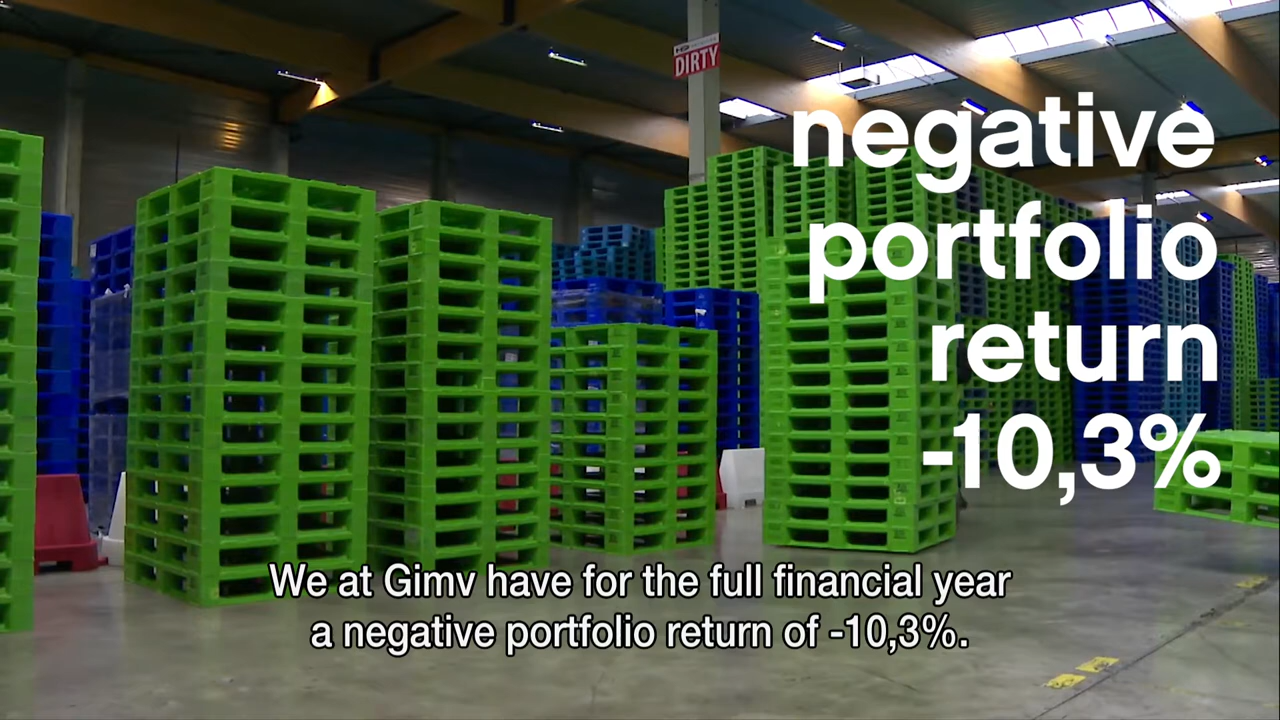 DIRTY
negative
portfolio
return
-10,3%
We at Gimv have for the full financial year
a negative portfolio return of -10,3%.